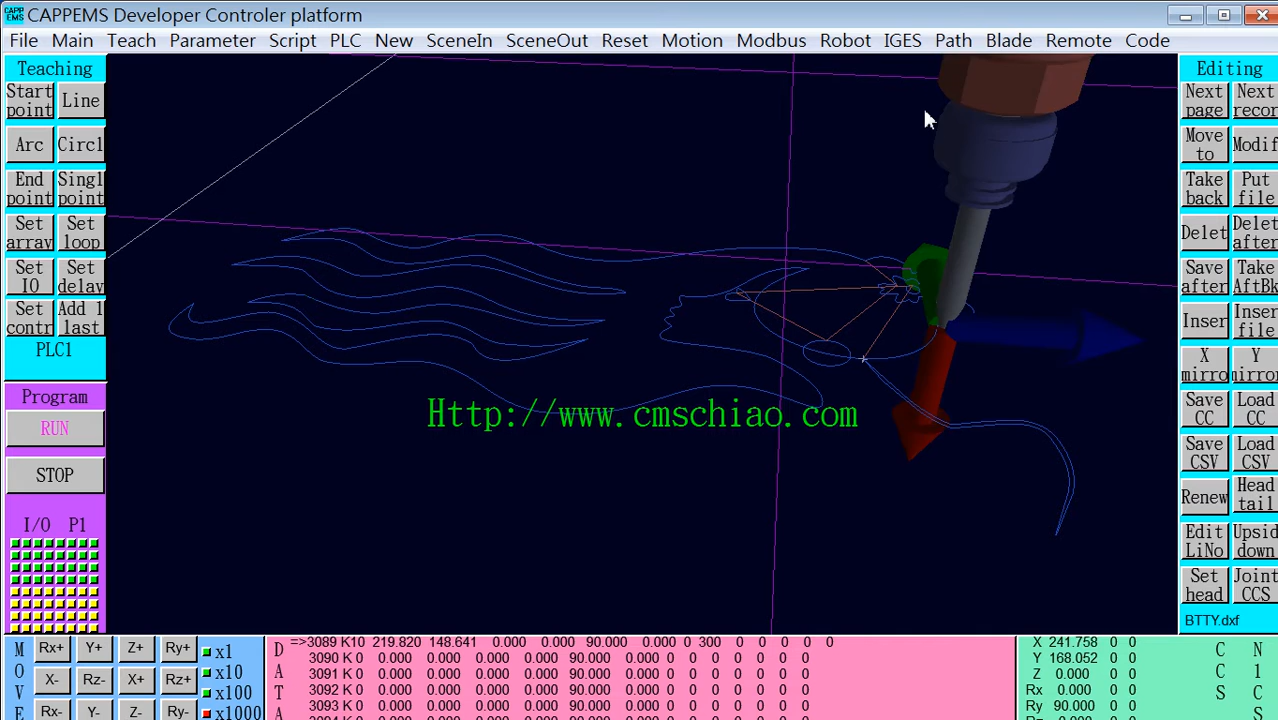 CAPP EMS CAPPEMS Developer Controler platform
File Main Teach Parameter Script PLC New SceneIn SceneOut Reset Motion Modbus Robot IGES Path Blade Remote Code
Teaching
Start point Line
Arc Circl
End point Singl point
Set array Set loop
Set IO Set delay
Set contr Add 1 last
PLC1
Program
RUN
STOP
I/O P1
Http://www.cmschiao.com
Editing
Next page Next recor
Move to Modif
Take back Put file
Delet Delet after
Save after Take AftBk
Inser Inser file
X mirro Y mirro
Save CC Load CC
Save CSV Load CSV
Renew Head tail
Edit LiNo Upsid down
Set head Joint CCS
BTTY.dxf
MOVE
Rx+ Y+ Z+ Ry+ x1
x10
X- Rz- X+ Rz+ x100
Rx- Y- Z- Ry- x1000
DATA
=>3089 K10 219.820 148.641 0.000 0.000 90.000 0.000 0 300 0 0 0 0
3090 K 0 0.000 0.000 0.000 0.000 90.000 0.000 0 0 0 0 0 0
3091 K 0 0.000 0.000 0.000 0.000 90.000 0.000 0 0 0 0 0 0
3092 K 0 0.000 0.000 0.000 0.000 90.000 0.000 0 0 0 0 0 0
3093 K 0 0.000 0.000 0.000 0.000 90.000 0.000 0 0 0 0 0 0
X 241.758 0 0
Y 168.052 0 0
Z 0.000 0 0
Rx 0.000 0 0
Ry 90.000 0 0
CCS
N1CS